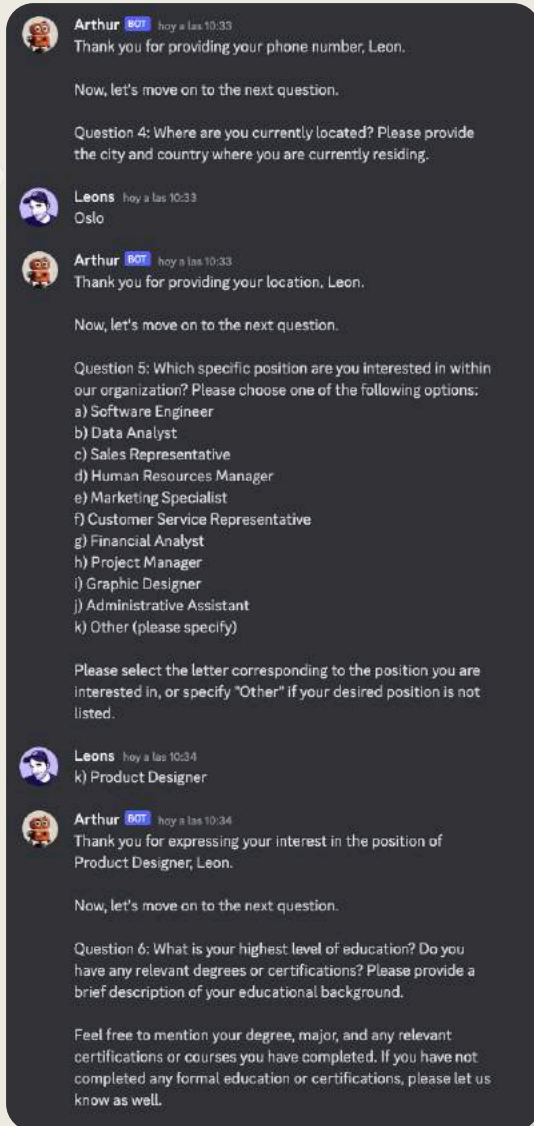 Arthur BOT hoy a las 10:33
Thank you for providing your phone number, Leon.
Now, let's move on to the next question.
Question 4: Where are you currently located? Please provide
the city and country where you are currently residing.
Leons hoy a las 10:33
Oslo
Arthur BOT hoy a las 10:33
Thank you for providing your location, Leon.
Now, let's move on to the next question.
Question 5: Which specific position are you interested in within
our organization? Please choose one of the following options:
a) Software Engineer
b) Data Analyst
c) Sales Representative
d) Human Resources Manager
e) Marketing Specialist
f) Customer Service Representative
g) Financial Analyst
h) Project Manager
i) Graphic Designer
j) Administrative Assistant
k) Other (please specify)
Please select the letter corresponding to the position you are
interested in, or specify "Other" if your desired position is not
listed.
Leons hoy a las 10:34
k) Product Designer
Arthur BOT hoy a las 10:34
Thank you for expressing your interest in the position of
Product Designer, Leon.
Now, let's move on to the next question.
Question 6: What is your highest level of education? Do you
have any relevant degrees or certifications? Please provide a
brief description of your educational background.
Feel free to mention your degree, major, and any relevant
certifications or courses you have completed. If you have not
completed any formal education or certifications, please let us
know as well.